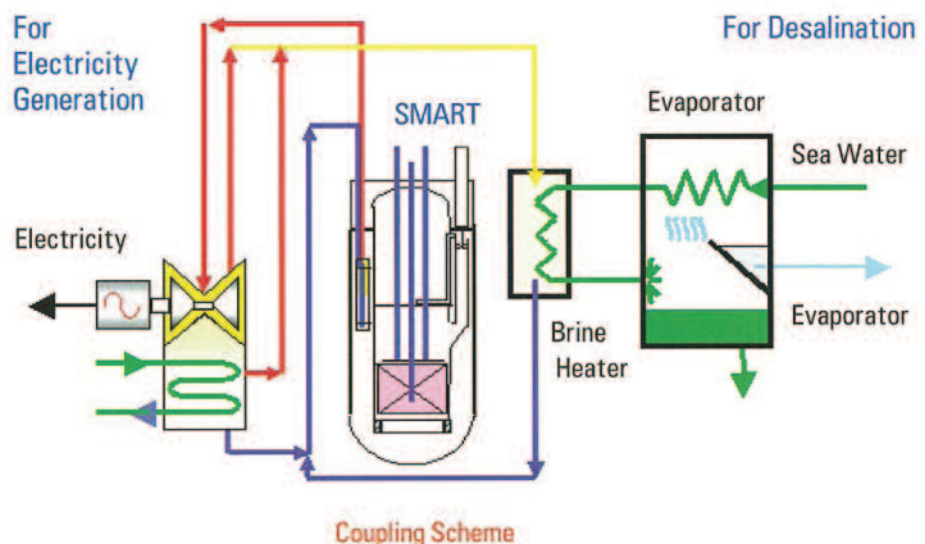 For
Electricity
Generation
For Desalination
SMART
Evaporator
Sea Water
Electricity
Evaporator
Brine
Heater
Coupling Scheme